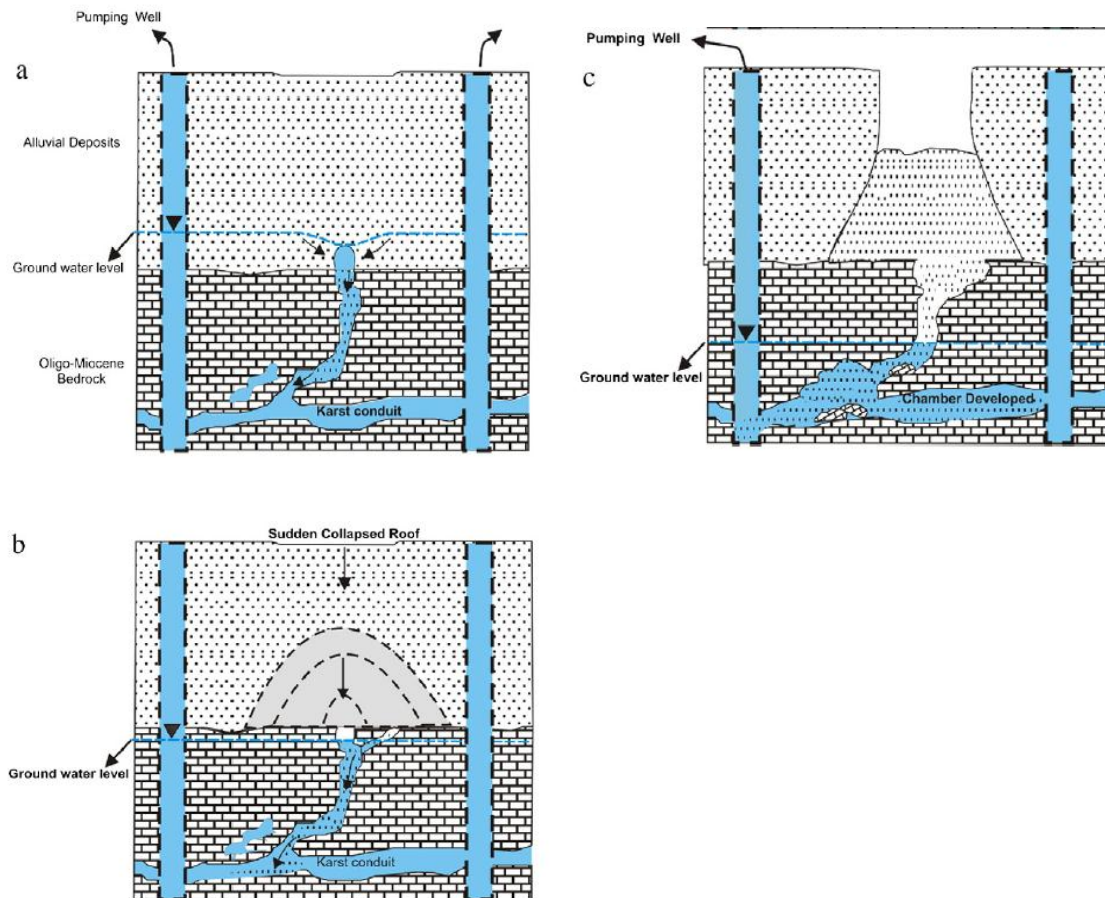 Pumping Well
a
Alluvial Deposits
Ground water level
Oligo-Miocene
Bedrock
Karst conduit
c
Pumping Well
Ground water level
Chamber Developed
b
Sudden Collapsed Roof
Ground water level
Karst conduit